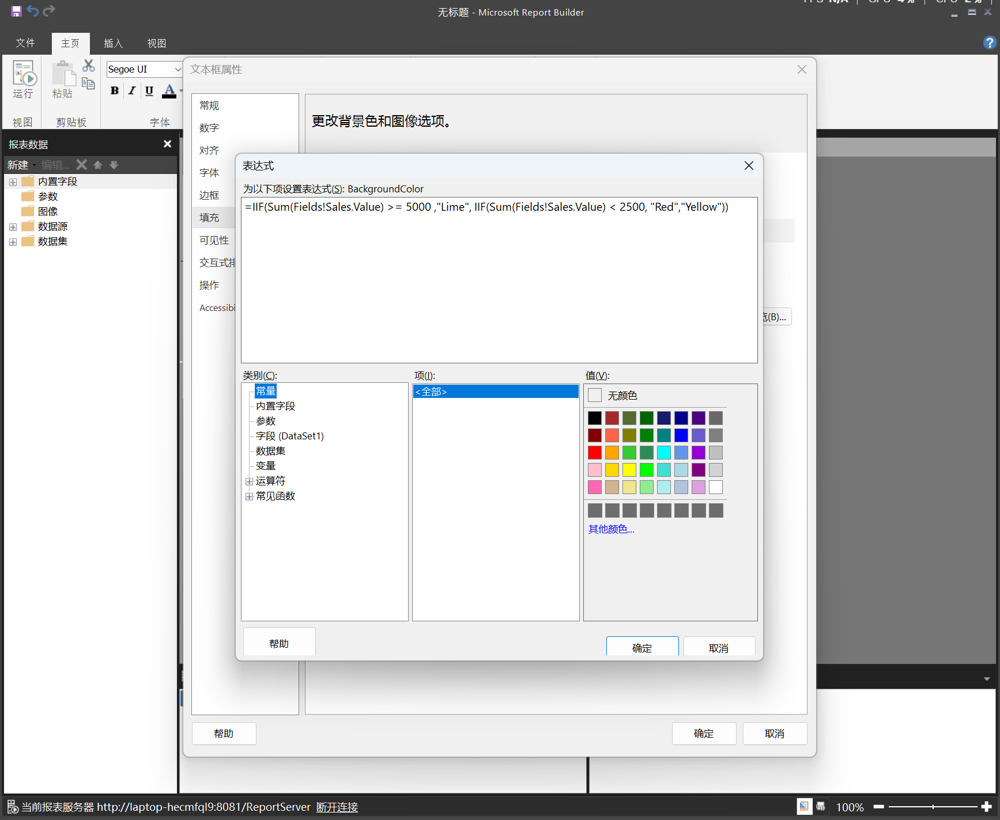 无标题 - Microsoft Report Builder
文件
主页
插入
视图
运行
粘贴
Segoe UI
B I U A
视图
剪贴板
字体
文本框属性
常规
数字
对齐
字体
边框
填充
可见性
交互式排
操作
Accessibi
更改背景色和图像选项。
报表数据
新建
编辑...
内置字段
参数
图像
数据源
数据集
表达式
为以下项设置表达式(S): BackgroundColor
=IIF(Sum(Fields!Sales.Value) >= 5000 ,"Lime", IIF(Sum(Fields!Sales.Value) < 2500, "Red","Yellow"))
(B)...
类别(C):
常量
内置字段
参数
字段 (DataSet1)
数据集
变量
运算符
常见函数
项(I):
<全部>
值(V):
无颜色
其他颜色...
帮助
确定
取消
帮助
确定
取消
当前报表服务器 http://laptop-hecmfql9:8081/ReportServer 断开连接
100%